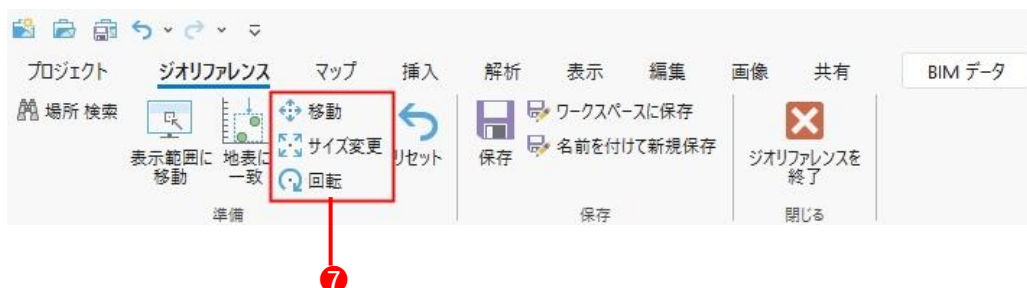 プロジェクト ジオリファレンス マップ 挿入 解析 表示 編集 画像 共有 BIM データ
場所 検索
表示範囲に
移動
地表に
一致
移動
サイズ変更
回転
リセット
準備
保存
ワークスペースに保存
名前を付けて新規保存
保存
ジオリファレンスを
終了
閉じる
7